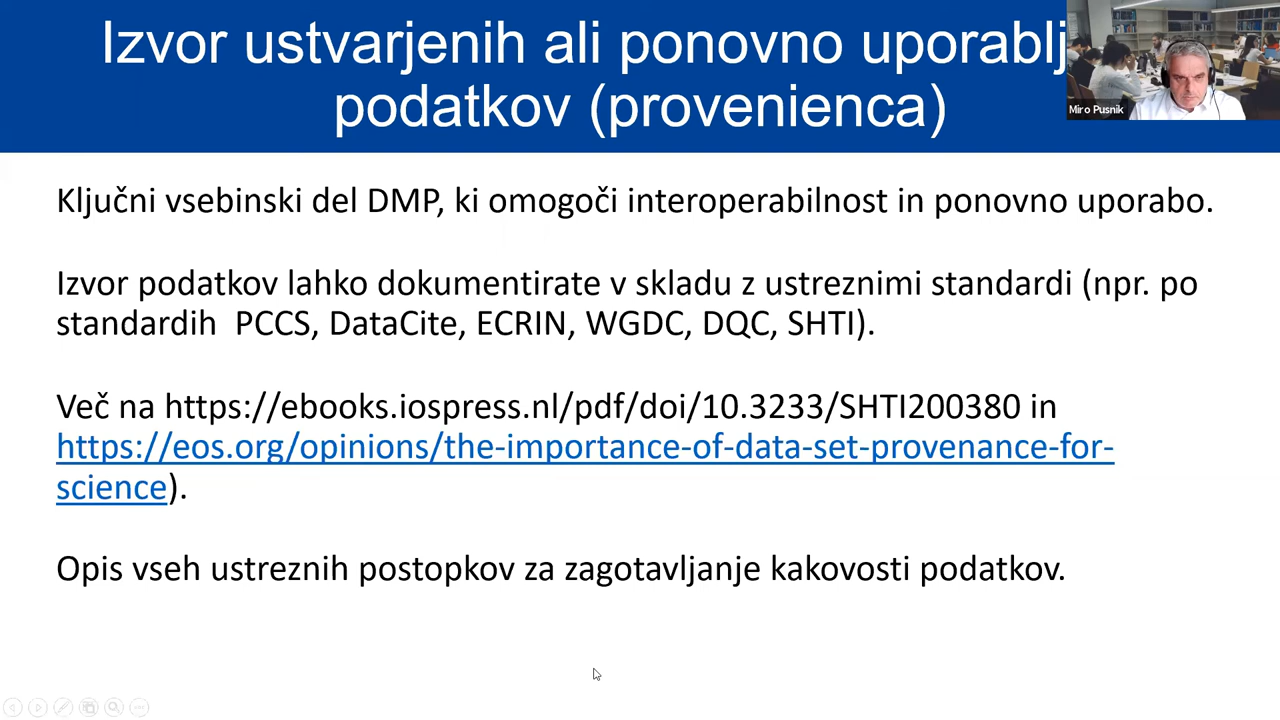 Izvor ustvarjenih ali ponovno
podatkov (provenienca)
Miro Pusnik
Ključni vsebinski del DMP, ki omogoči interoperabilnost in ponovno uporabo.
Izvor podatkov lahko dokumentirate v skladu z ustreznimi standardi (npr. po
standardih PCCS, DataCite, ECRIN, WGDC, DQC, SHTI).
Več na https://ebooks.iospress.nl/pdf/doi/10.3233/SHTI200380 in
https://eos.org/opinions/the-importance-of-data-set-provenance-for-
science).
Opis vseh ustreznih postopkov za zagotavljanje kakovosti podatkov.